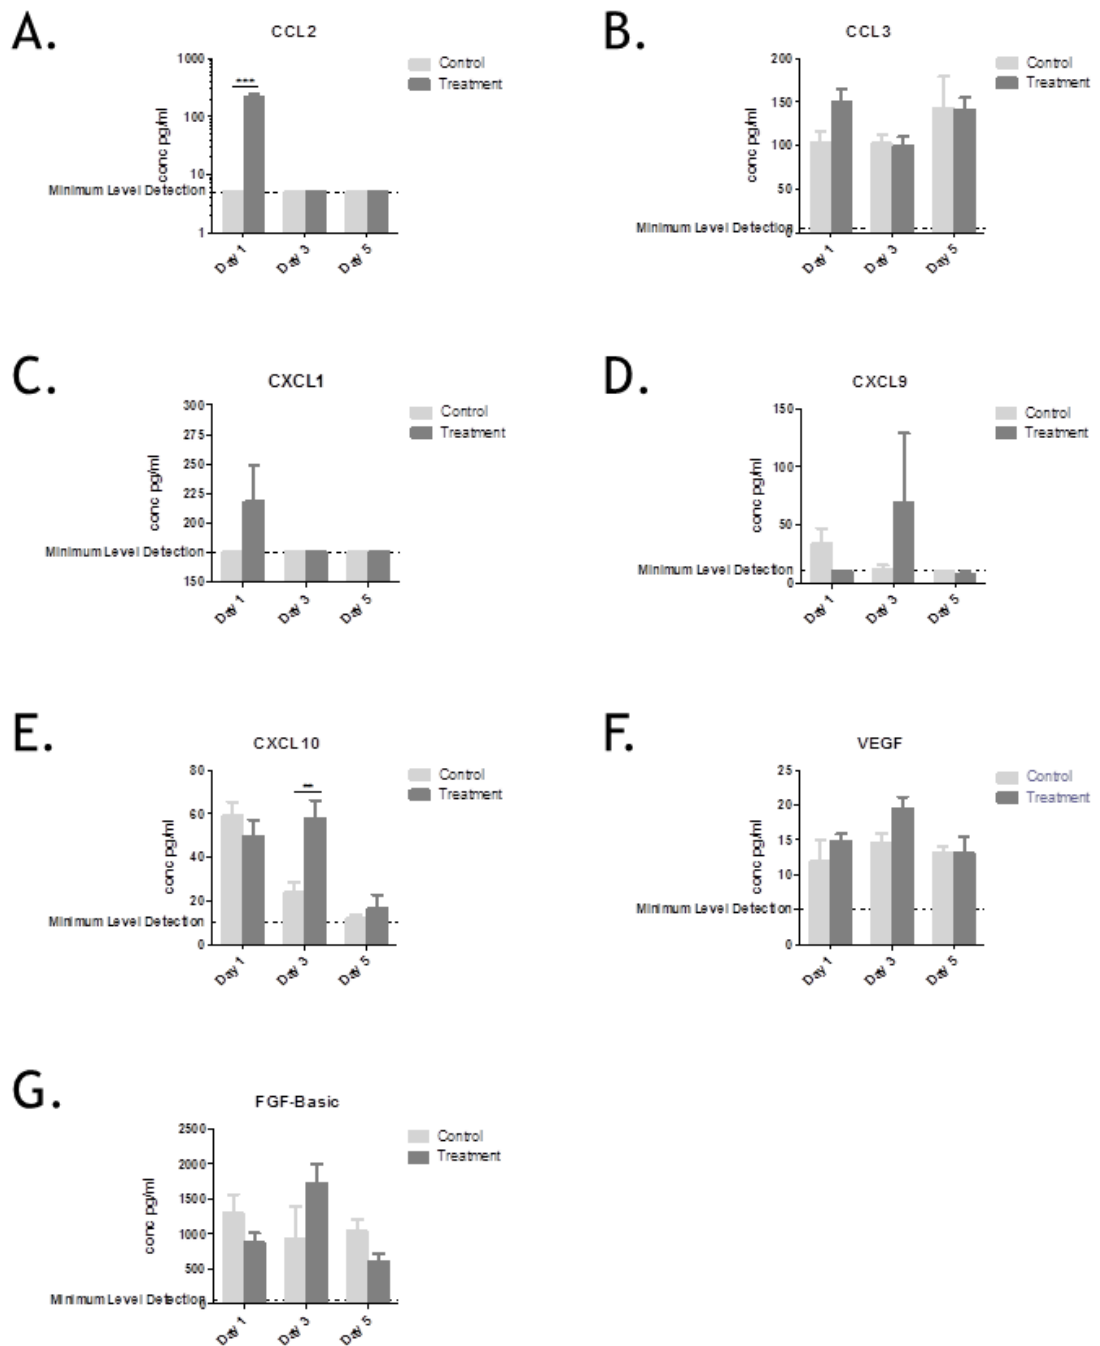 A.
CCL2
1000
100
10
1
conc pg/ml
Minimum Level Detection
***
Control
Treatment
Day 1
Day 3
Day 5
B.
CCL3
200
150
100
50
0
conc pg/ml
Minimum Level Detection
Control
Treatment
Day 1
Day 3
Day 5
C.
CXCL1
300
275
250
225
200
150
conc pg/ml
Minimum Level Detection
Control
Treatment
Day 1
Day 3
Day 5
D.
CXCL9
150
100
50
0
conc pg/ml
Minimum Level Detection
Control
Treatment
Day 1
Day 3
Day 5
E.
CXCL10
80
60
40
20
0
conc pg/ml
Minimum Level Detection
**
Control
Treatment
Day 1
Day 3
Day 5
F.
VEGF
25
20
15
10
0
conc pg/ml
Minimum Level Detection
Control
Treatment
Day 1
Day 3
Day 5
G.
FGF-Basic
2500
2000
1500
1000
500
0
conc pg/ml
Minimum Level Detection
Control
Treatment
Day 1
Day 3
Day 5